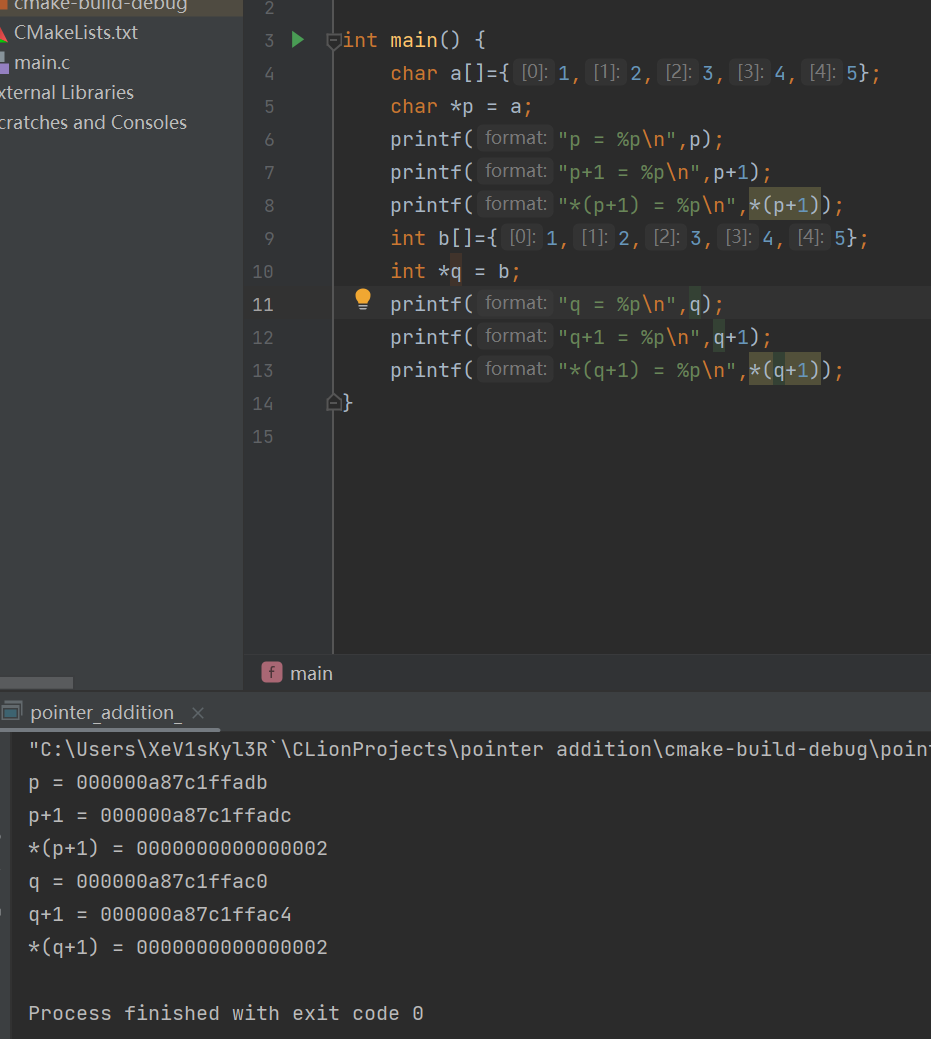 cmake-build-debug
CMakeLists.txt
main.c
xternal Libraries
cratches and Consoles
2
3 int main() {
4 char a[]={ [0]: 1, [1]: 2, [2]: 3, [3]: 4, [4]: 5};
5 char *p = a;
6 printf( format: "p = %p\n",p);
7 printf( format: "p+1 = %p\n",p+1);
8 printf( format: "*(p+1) = %p\n",*(p+1));
9 int b[]={ [0]: 1, [1]: 2, [2]: 3, [3]: 4, [4]: 5};
10 int *q = b;
11 printf( format: "q = %p\n",q);
12 printf( format: "q+1 = %p\n",q+1);
13 printf( format: "*(q+1) = %p\n",*(q+1));
14 }
15
f main
pointer_addition_ ×
"C:\Users\XeV1sKyl3R`\CLionProjects\pointer addition\cmake-build-debug\poin
p = 000000a87c1ffadb
p+1 = 000000a87c1ffadc
*(p+1) = 0000000000000002
q = 000000a87c1ffac0
q+1 = 000000a87c1ffac4
*(q+1) = 0000000000000002
Process finished with exit code 0